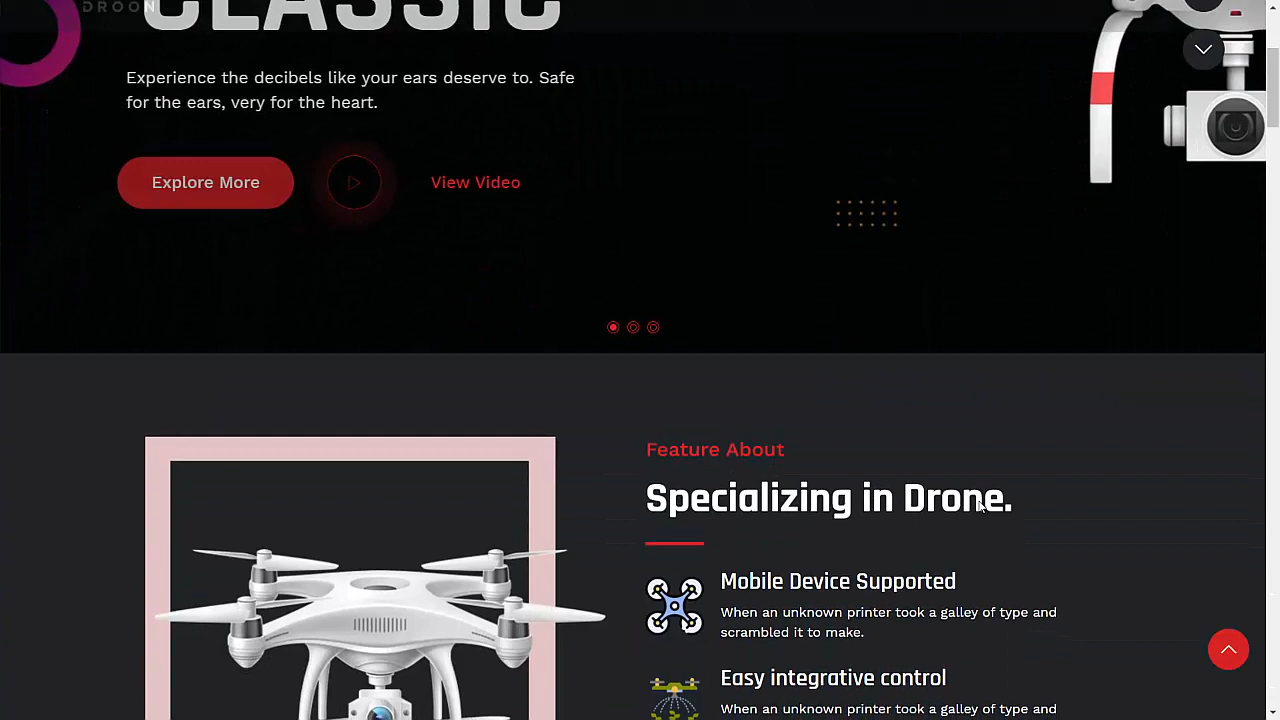 DROON
CLASSIC
Experience the decibels like your ears deserve to. Safe
for the ears, very for the heart.
Explore More
View Video
Feature About
Specializing in Drone.
Mobile Device Supported
When an unknown printer took a galley of type and
scrambled it to make.
Easy integrative control
When an unknown printer took a galley of type and